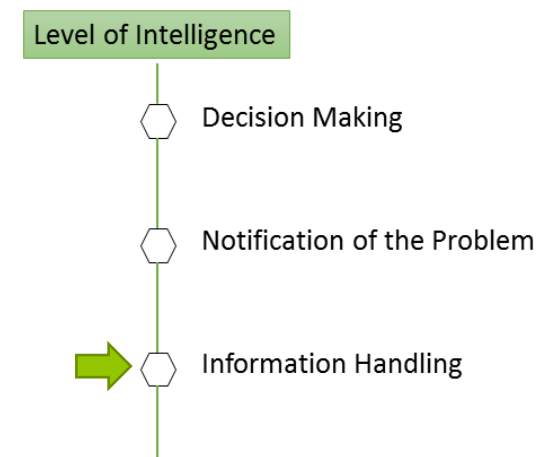 Level of Intelligence
Decision Making
Notification of the Problem
Information Handling